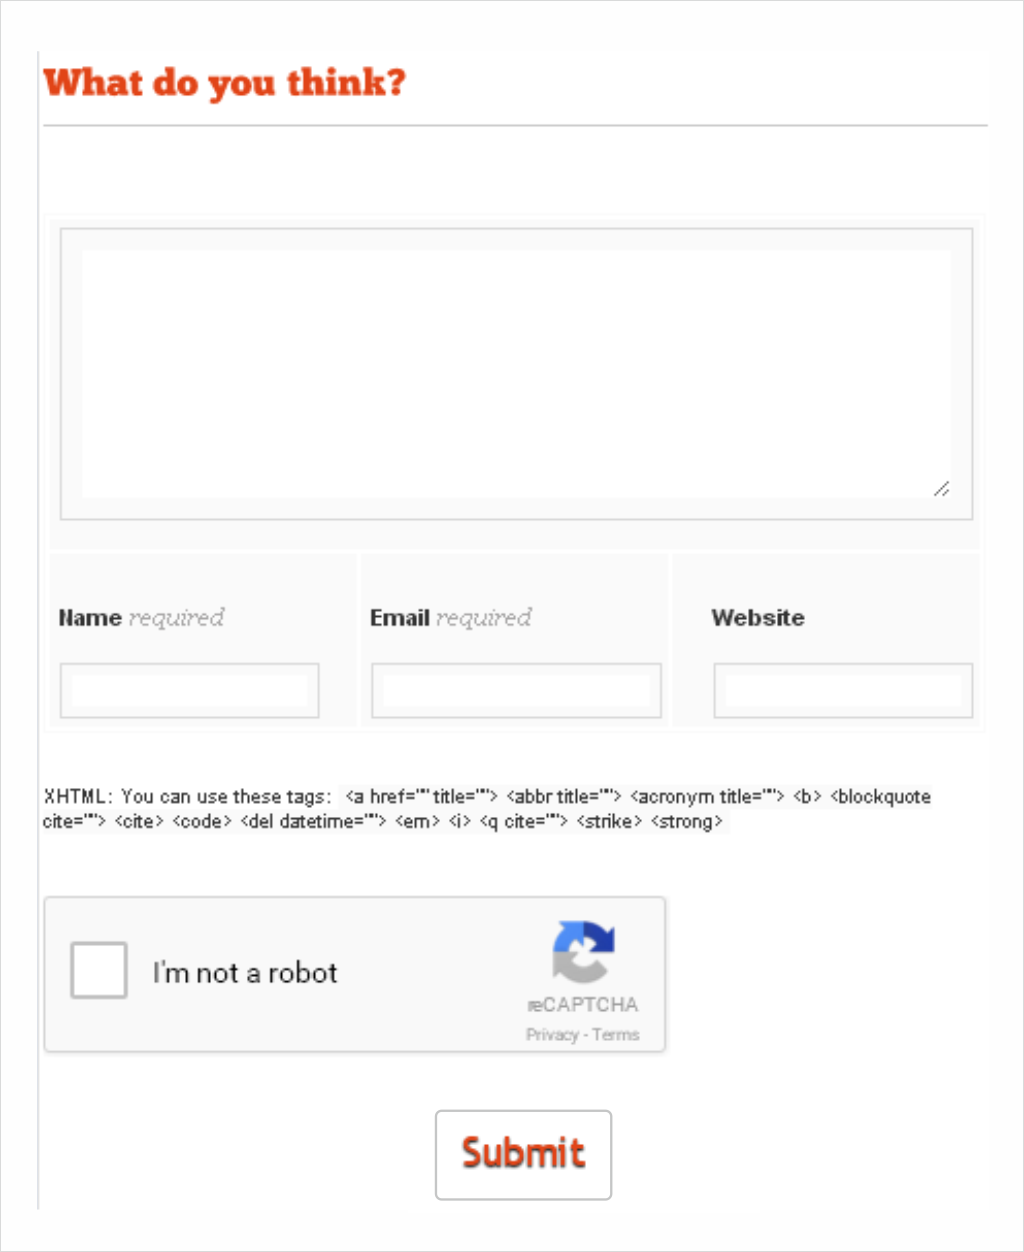 What do you think?
Name required Email required Website
XHTML: You can use these tags: <a href="" title=""> <abbr title=""> <acronym title=""> <b> <blockquote
cite=""> <cite> <code> <del datetime=""> <em> <i> <q cite=""> <strike> <strong>
I'm not a robot
reCAPTCHA
Privacy - Terms
Submit